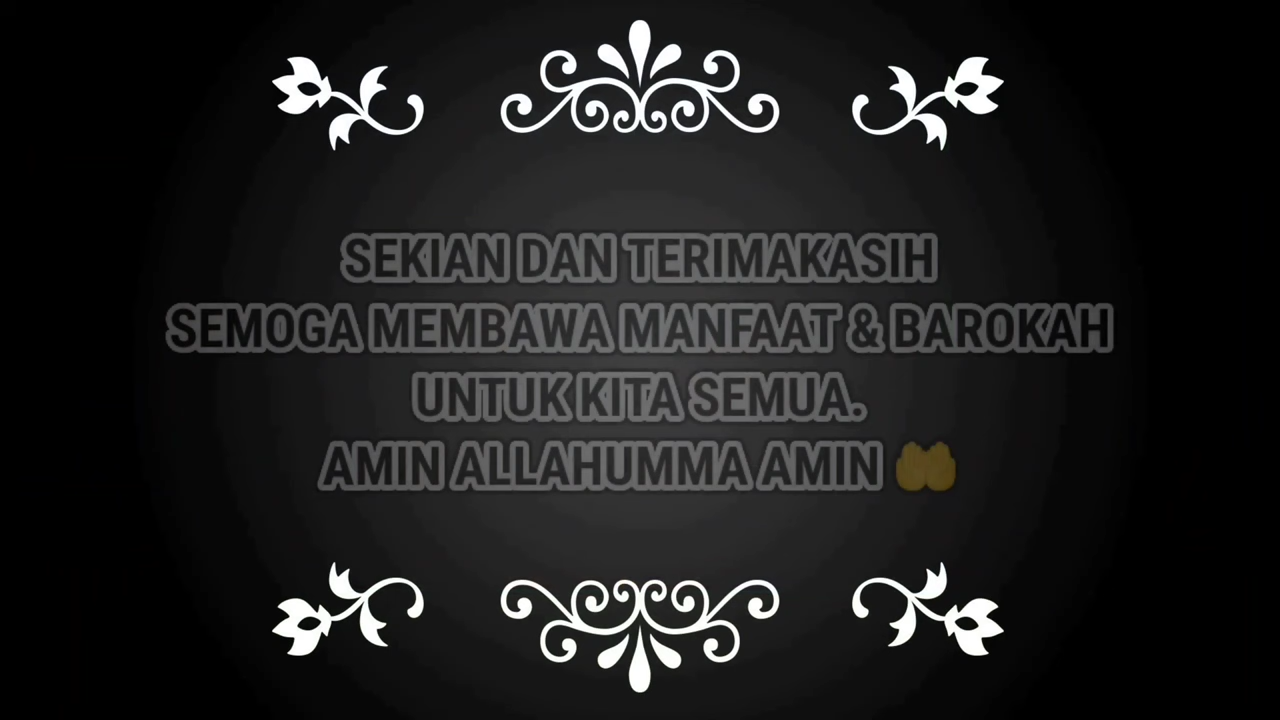 SEKIAN DAN TERIMAKASIH
SEMOGA MEMBAWA MANFAAT & BAROKAH
UNTUK KITA SEMUA.
AMIN ALLAHUMMA AMIN 🤲